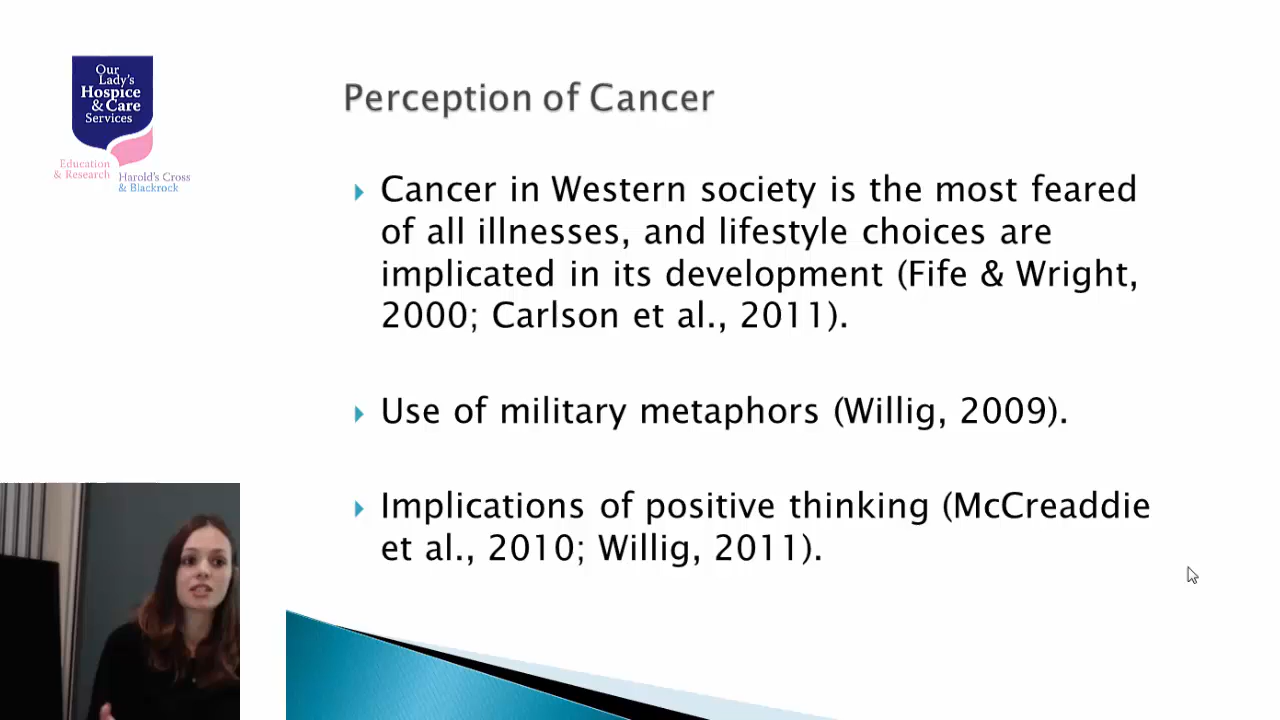 Our
Lady's
Hospice
& Care
Services
Education
& Research
Harold's Cross
& Blackrock
Perception of Cancer
Cancer in Western society is the most feared
of all illnesses, and lifestyle choices are
implicated in its development (Fife & Wright,
2000; Carlson et al., 2011).
Use of military metaphors (Willig, 2009).
Implications of positive thinking (McCreaddie
et al., 2010; Willig, 2011).